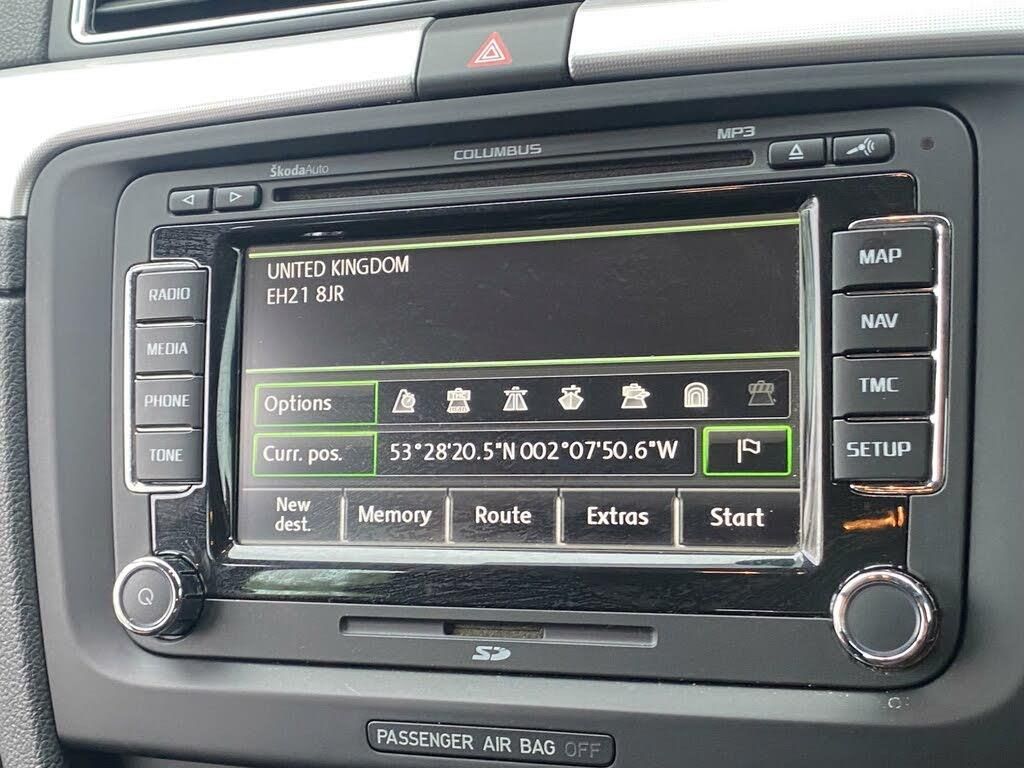 MP3
COLUMBUS
ŠkodaAuto
UNITED KINGDOM
EH21 8JR
RADIO
MEDIA
PHONE
TONE
MAP
NAV
TMC
SETUP
Options
Curr. pos. 53°28'20.5"N 002°07'50.6"W
New dest. Memory Route Extras Start
SD
PASSENGER AIR BAG OFF